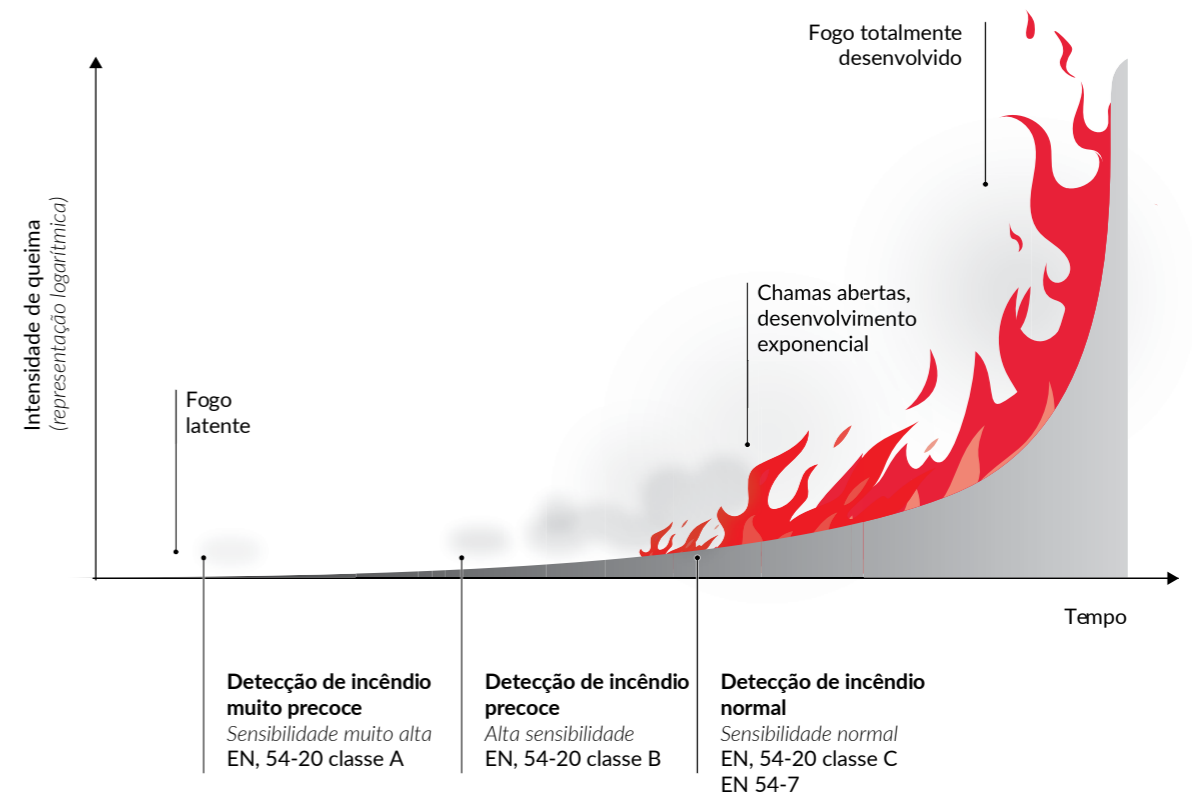 Fogo totalmente
desenvolvido
Intensidade de queima
(representação logarítmica)
Chamas abertas,
desenvolvimento
exponencial
Fogo
latente
Tempo
Detecção de incêndio
muito precoce
Sensibilidade muito alta
EN, 54-20 classe A
Detecção de incêndio
precoce
Alta sensibilidade
EN, 54-20 classe B
Detecção de incêndio
normal
Sensibilidade normal
EN, 54-20 classe C
EN 54-7